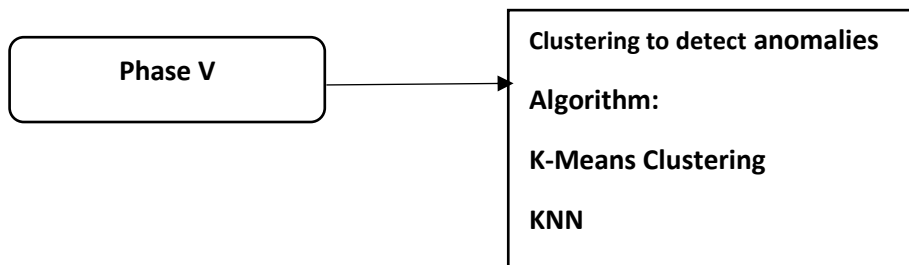 Phase V
Clustering to detect anomalies
Algorithm:
K-Means Clustering
KNN